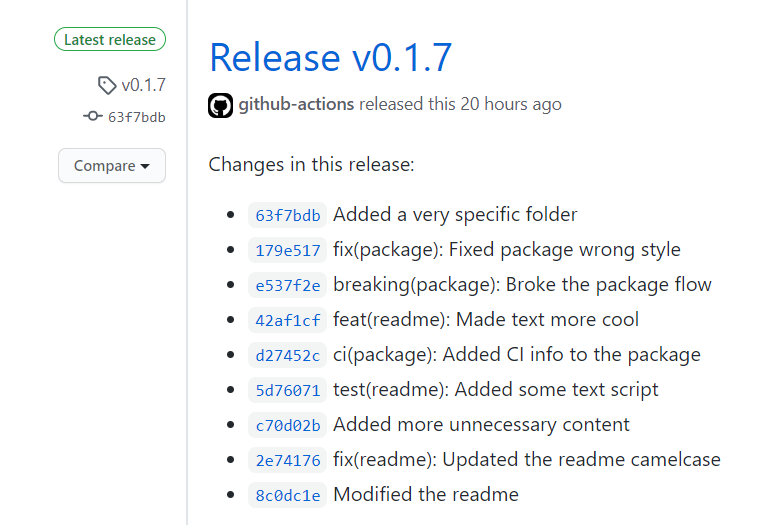 Latest release
v0.1.7
63f7bdb
Compare
Release v0.1.7
github-actions released this 20 hours ago
Changes in this release:
63f7bdb Added a very specific folder
179e517 fix(package): Fixed package wrong style
e537f2e breaking(package): Broke the package flow
42af1cf feat(readme): Made text more cool
d27452c ci(package): Added CI info to the package
5d76071 test(readme): Added some text script
c70d02b Added more unnecessary content
2e74176 fix(readme): Updated the readme camelcase
8c0dc1e Modified the readme